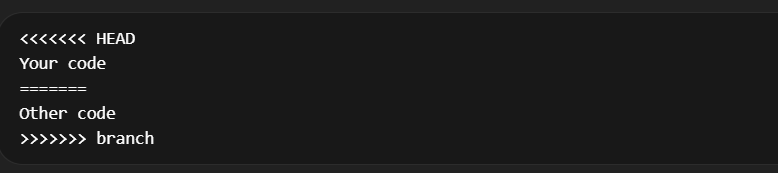 <<<<<<< HEAD
Your code
=======
Other code
>>>>>>> branch